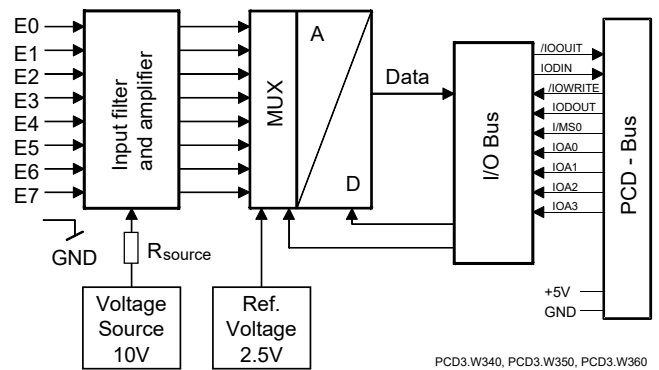 E0
E1
E2
E3
E4
E5
E6
E7
GND
Input filter
and amplifier
Rsource
Voltage
Source
10V
MUX
A
D
Ref.
Voltage
2.5V
Data
I/O Bus
/IOOUIT
IODIN
/IOWRITE
IODOUT
I/MS0
IOA0
IOA1
IOA2
IOA3
+5V
GND
PCD - Bus
PCD3.W340, PCD3.W350, PCD3.W360